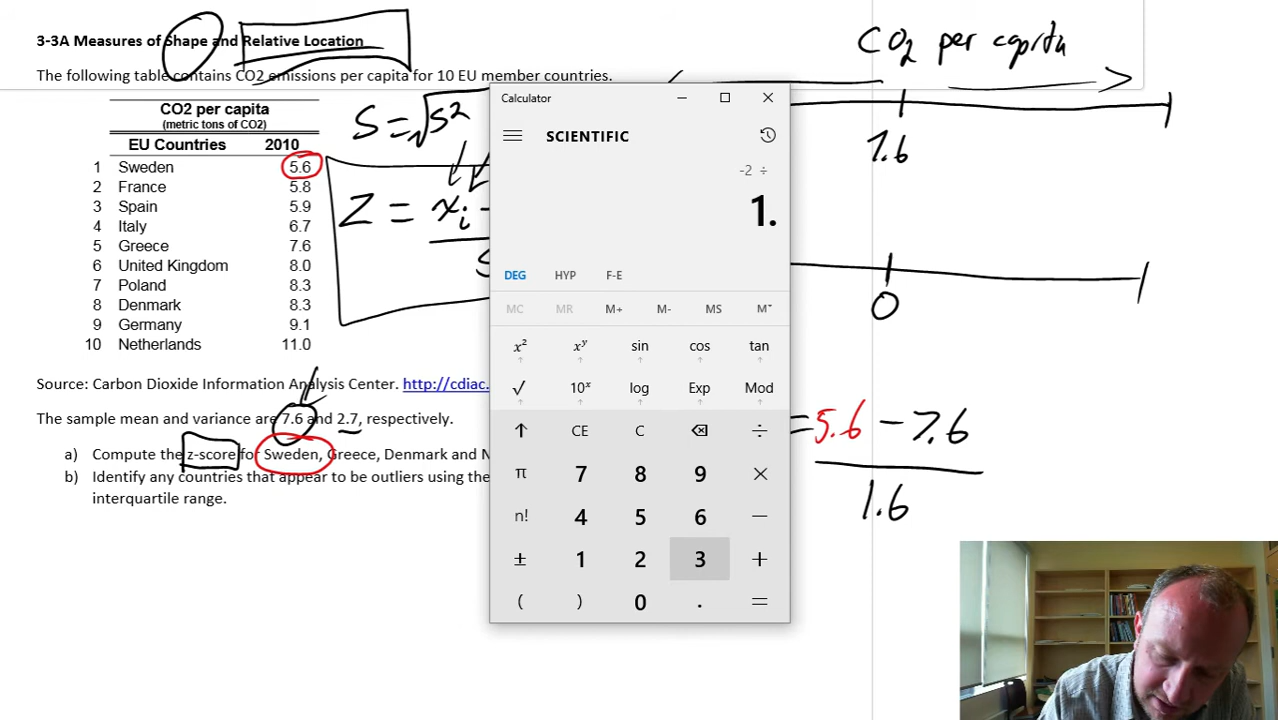 3-3A Measures of Shape and Relative Location
CO2 per capita
The following table contains CO2 emissions per capita for 10 EU member countries.
CO2 per capita
(metric tons of CO2)
EU Countries 2010
1 Sweden 5.6
2 France 5.8
3 Spain 5.9
4 Italy 6.7
5 Greece 7.6
6 United Kingdom 8.0
7 Poland 8.3
8 Denmark 8.3
9 Germany 9.1
10 Netherlands 11.0
S = √s²
Z = xi -
S
7.6
0
Calculator
SCIENTIFIC
-2 ÷
1.
DEG HYP F-E
MC MR M+ M- MS M˅
x² xʸ sin cos tan
√ 10ˣ log Exp Mod
↑ CE C ⌫ ÷
π 7 8 9 ×
n! 4 5 6 −
± 1 2 3 +
( ) 0 . =
Source: Carbon Dioxide Information Analysis Center. http://cdiac.
The sample mean and variance are 7.6 and 2.7, respectively.
a) Compute the z-score for Sweden, Greece, Denmark and N
b) Identify any countries that appear to be outliers using the
interquartile range.
= 5.6 - 7.6
1.6